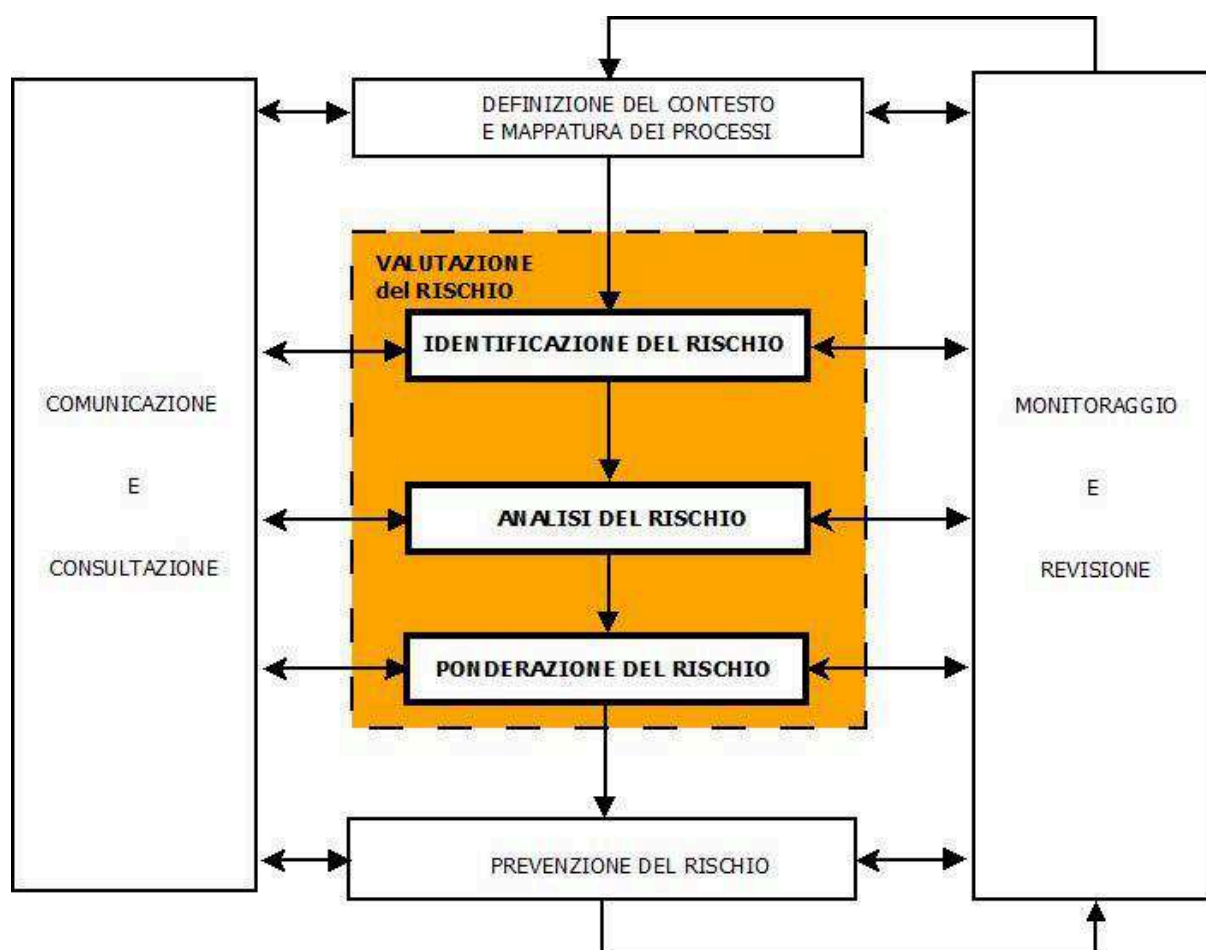 DEFINIZIONE DEL CONTESTO
E MAPPATURA DEI PROCESSI
VALUTAZIONE
del RISCHIO
IDENTIFICAZIONE DEL RISCHIO
COMUNICAZIONE
E
CONSULTAZIONE
ANALISI DEL RISCHIO
MONITORAGGIO
E
REVISIONE
PONDERAZIONE DEL RISCHIO
PREVENZIONE DEL RISCHIO